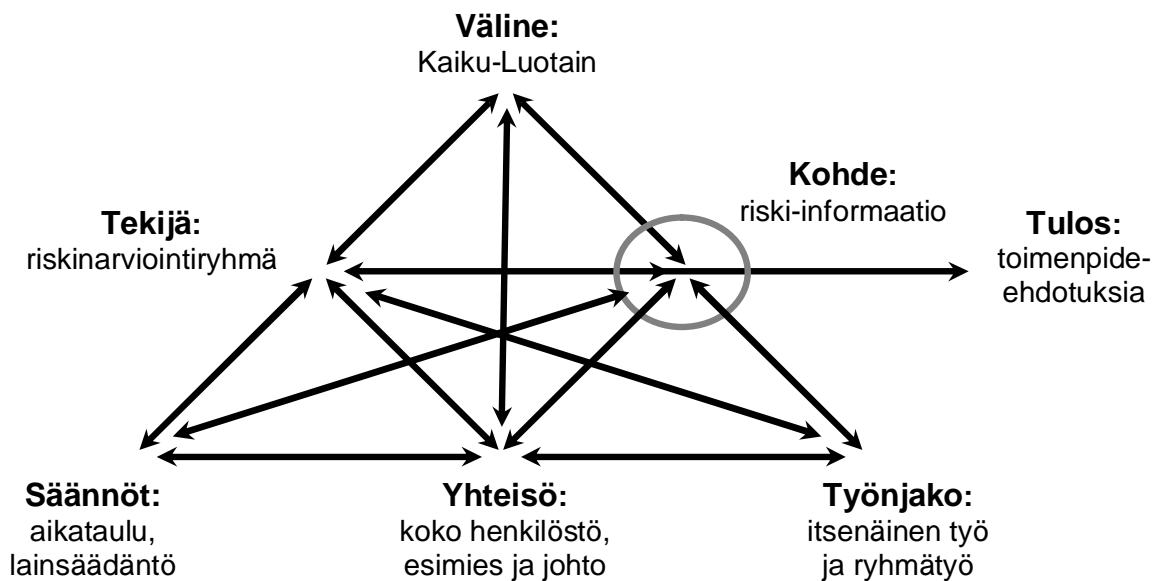 Väline:
Kaiku-Luotain
Kohde:
riski-informaatio
Tekijä:
riskinarviointiryhmä
Tulos:
toimenpide-
ehdotuksia
Säännöt:
aikataulu,
lainsäädäntö
Yhteisö:
koko henkilöstö,
esimies ja johto
Työnjako:
itsenäinen työ
ja ryhmätyö